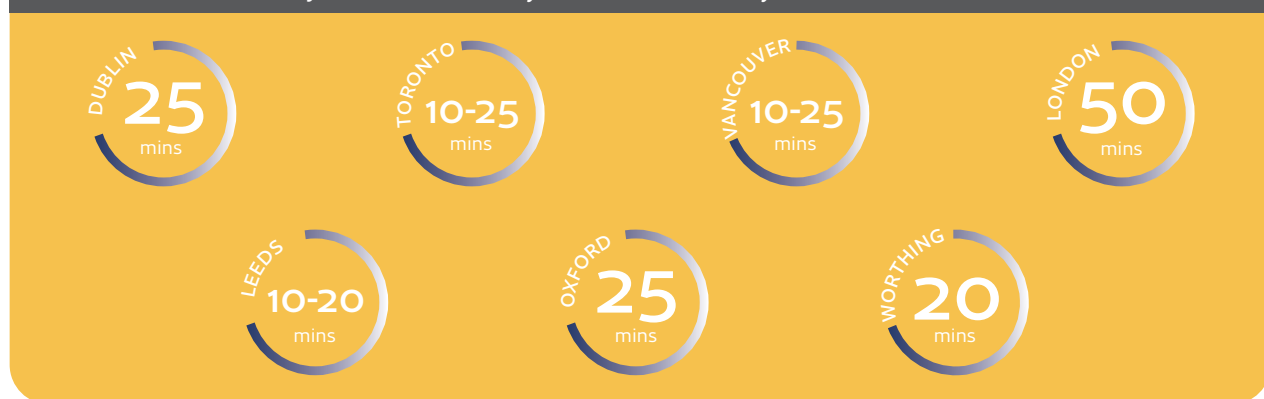 DUBLIN
25
mins
TORONTO
10-25
mins
VANCOUVER
10-25
mins
LONDON
50
mins
LEEDS
10-20
mins
OXFORD
25
mins
WORTHING
20
mins